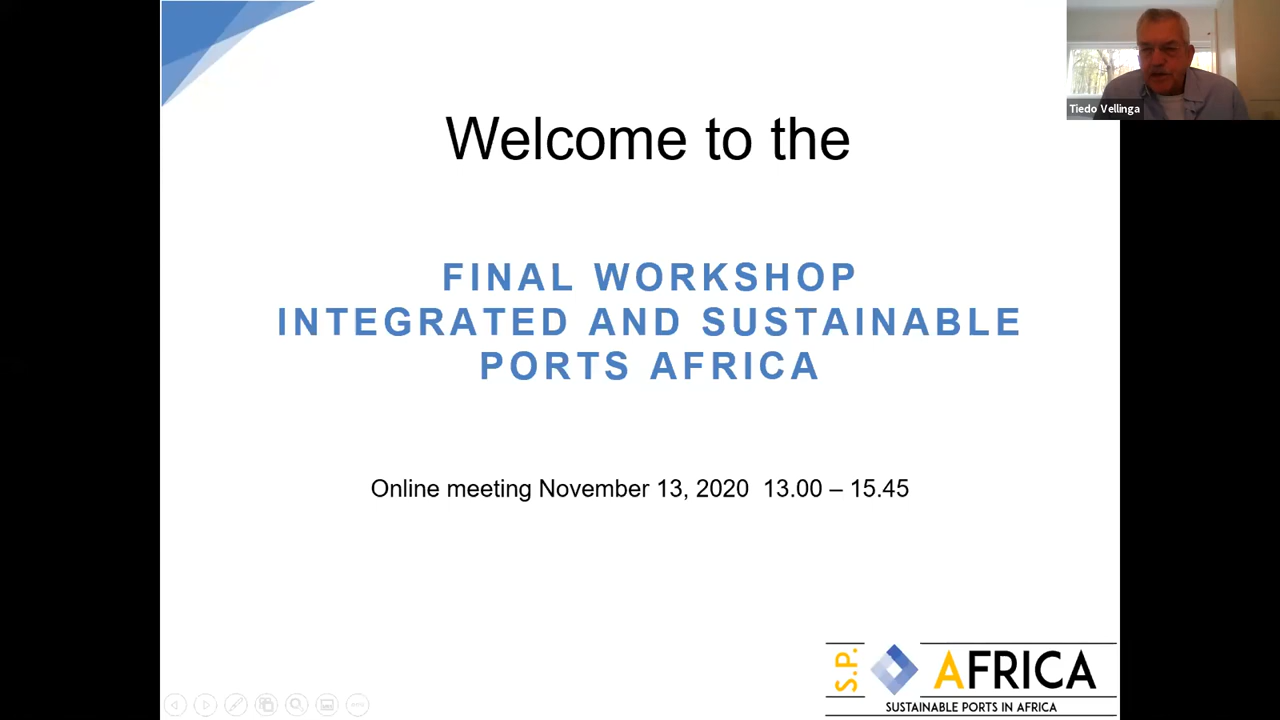 Tiedo Vellinga
Welcome to the
FINAL WORKSHOP
INTEGRATED AND SUSTAINABLE
PORTS AFRICA
Online meeting November 13, 2020 13.00 – 15.45
S.P. AFRICA
SUSTAINABLE PORTS IN AFRICA